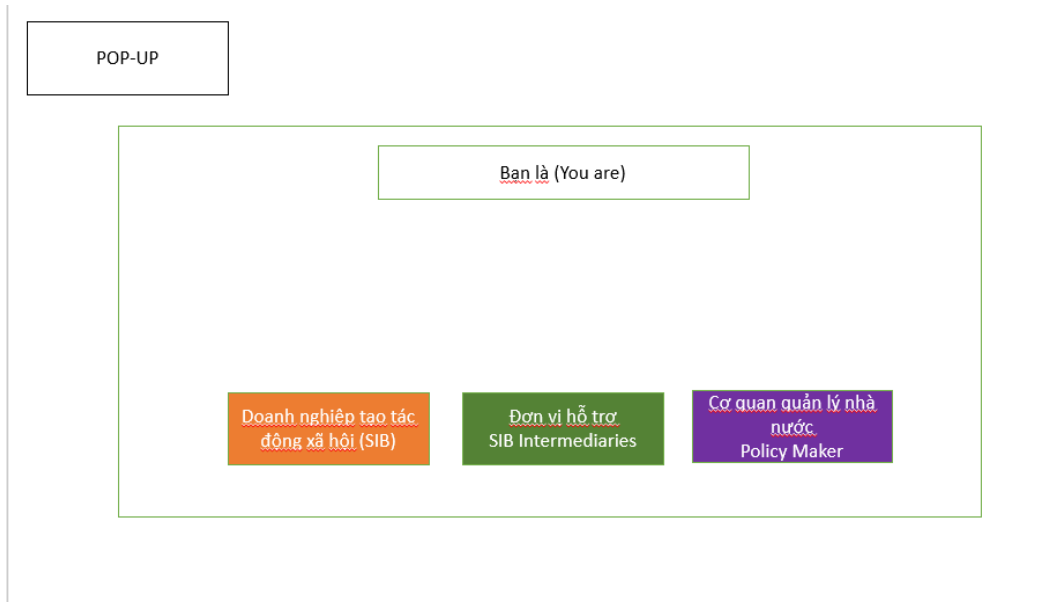 POP-UP
Bạn là (You are)
Doanh nghiệp tạo tác
động xã hội (SIB)
Đơn vị hỗ trợ
SIB Intermediaries
Cơ quan quản lý nhà
nước
Policy Maker